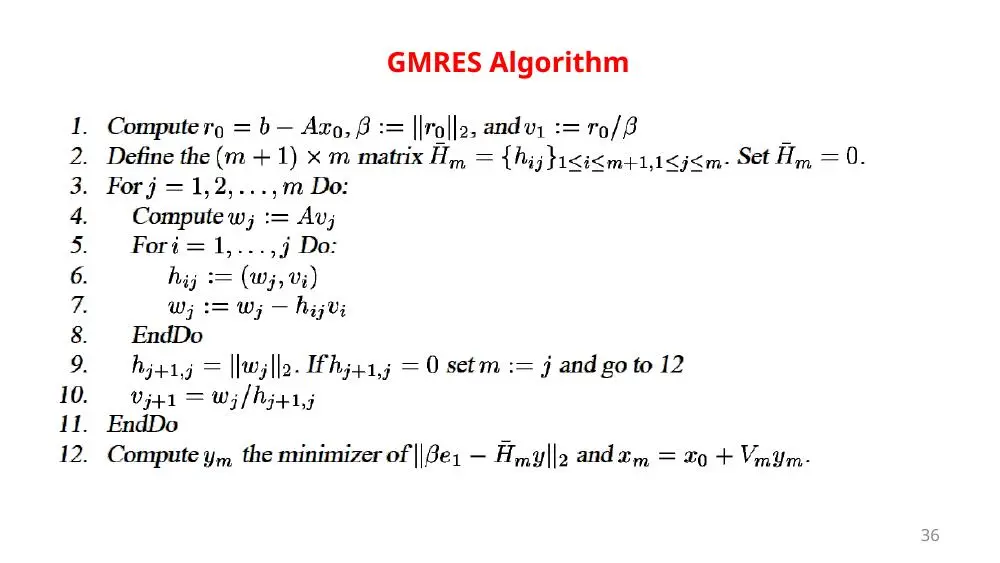 GMRES Algorithm
1. Compute r₀ = b − Ax₀, β := ||r₀||₂, and v₁ := r₀/β
2. Define the (m + 1) × m matrix H̄ₘ = {hᵢⱼ}₁≤ᵢ≤ₘ₊₁,₁≤ⱼ≤ₘ. Set H̄ₘ = 0.
3. For j = 1, 2, . . . , m Do:
4. Compute wⱼ := Avⱼ
5. For i = 1, . . . , j Do:
6. hᵢⱼ := (wⱼ, vᵢ)
7. wⱼ := wⱼ − hᵢⱼvᵢ
8. EndDo
9. hⱼ₊₁,ⱼ = ||wⱼ||₂. If hⱼ₊₁,ⱼ = 0 set m := j and go to 12
10. vⱼ₊₁ = wⱼ/hⱼ₊₁,ⱼ
11. EndDo
12. Compute yₘ the minimizer of ||βe₁ − H̄ₘy||₂ and xₘ = x₀ + Vₘyₘ.
36